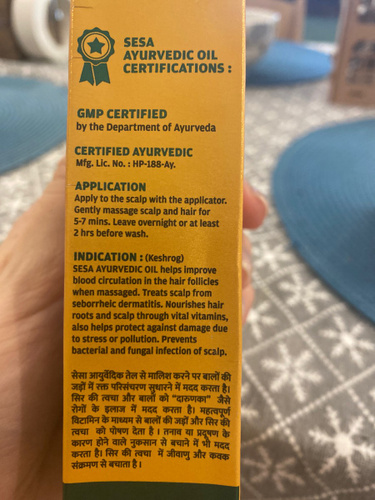 SESA
AYURVEDIC OIL
CERTIFICATIONS :
GMP CERTIFIED
by the Department of Ayurveda
CERTIFIED AYURVEDIC
Mfg. Lic. No. : HP-188-Ay.
APPLICATION
Apply to the scalp with the applicator.
Gently massage scalp and hair for
5-7 mins. Leave overnight or at least
2 hrs before wash.
INDICATION : (Keshrog)
SESA AYURVEDIC OIL helps improve
blood circulation in the hair follicles
when massaged. Treats scalp from
seborrheic dermatitis. Nourishes hair
roots and scalp through vital vitamins,
also helps protect against damage due
to stress or pollution. Prevents
bacterial and fungal infection of scalp.
सेसा आयुर्वेदिक तेल से मालिश करने पर बालों की
जड़ों में रक्त परिसंचरण सुधारने में मदद करता है।
सिर की त्वचा और बालों को “दारुणका” जैसे
रोगों के इलाज में मदद करता है। महत्वपूर्ण
विटामिन के माध्यम से बालों की जड़ों और सिर की
त्वचा को पोषण देता है । तनाव या प्रदूषण के
कारण होने वाले नुकसान से बचाने में भी मदद
करता है। सिर की त्वचा में जीवाणु और कवक
संक्रमण से बचाता है।